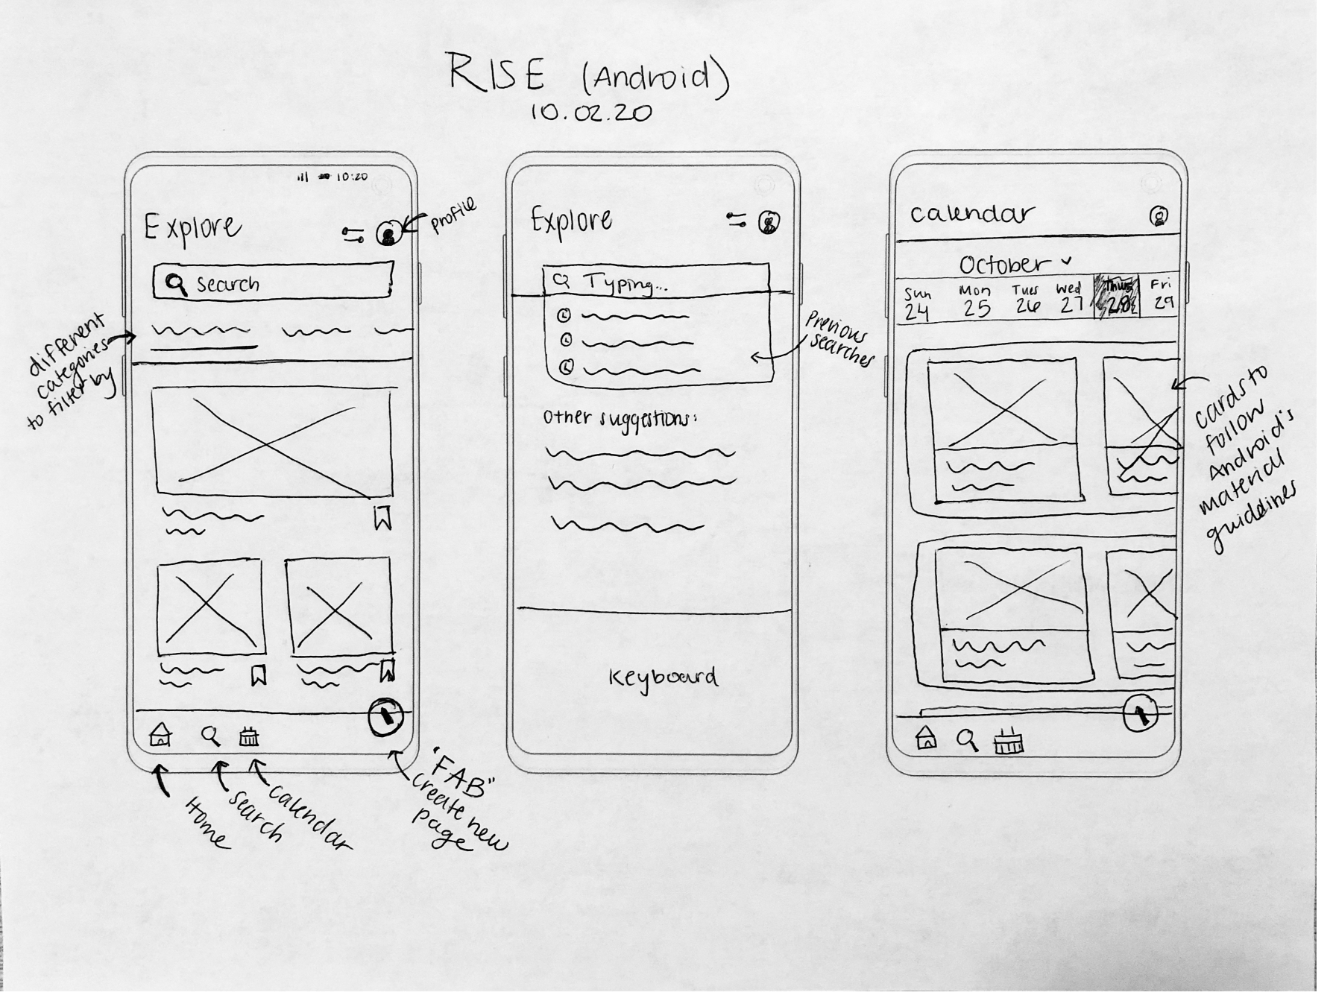 RISE (Android)
10.02.20
10:20
Explore
profile
Search
different
categories
to filter by
Home
search
calendar
"FAB"
create new
page
Explore
Typing...
Previous
searches
other suggestions:
Keyboard
calendar
October
Sun Mon Tues Wed Thurs Fri
24 25 26 27 28 29
cards to
follow
Android's
material
guidelines